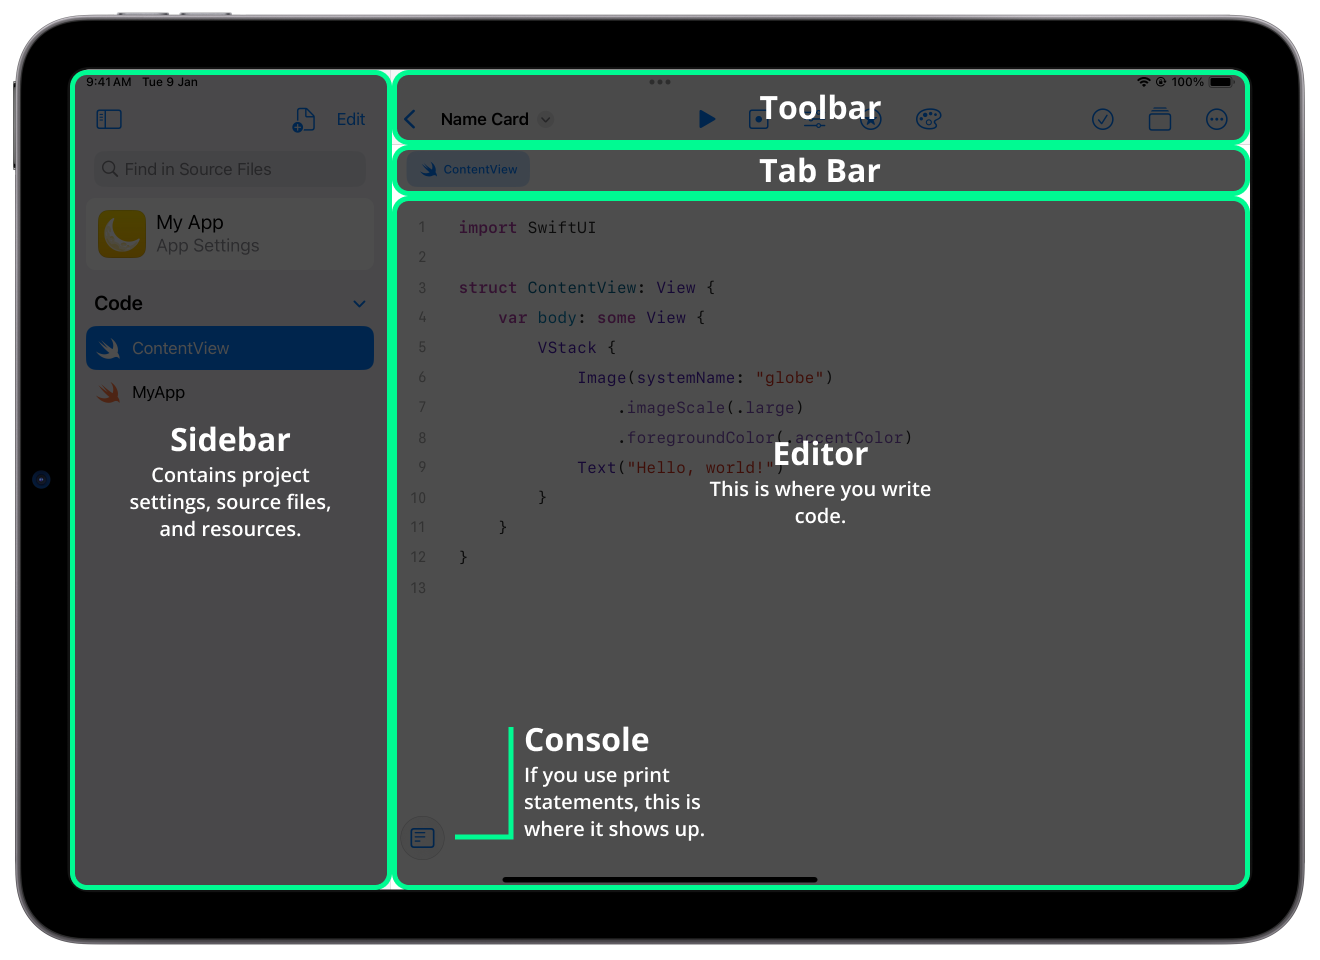 9:41 AM Tue 9 Jan
100%
Edit
Name Card
Toolbar
Find in Source Files
ContentView
Tab Bar
My App
App Settings
Code
ContentView
MyApp
Sidebar
Contains project
settings, source files,
and resources.
1 import SwiftUI
2
3 struct ContentView: View {
4 var body: some View {
5 VStack {
6 Image(systemName: "globe")
7 .imageScale(.large)
8 .foregroundColor(.accentColor)
9 Text("Hello, world!")
10 }
11 }
12 }
13
Editor
This is where you write
code.
Console
If you use print
statements, this is
where it shows up.